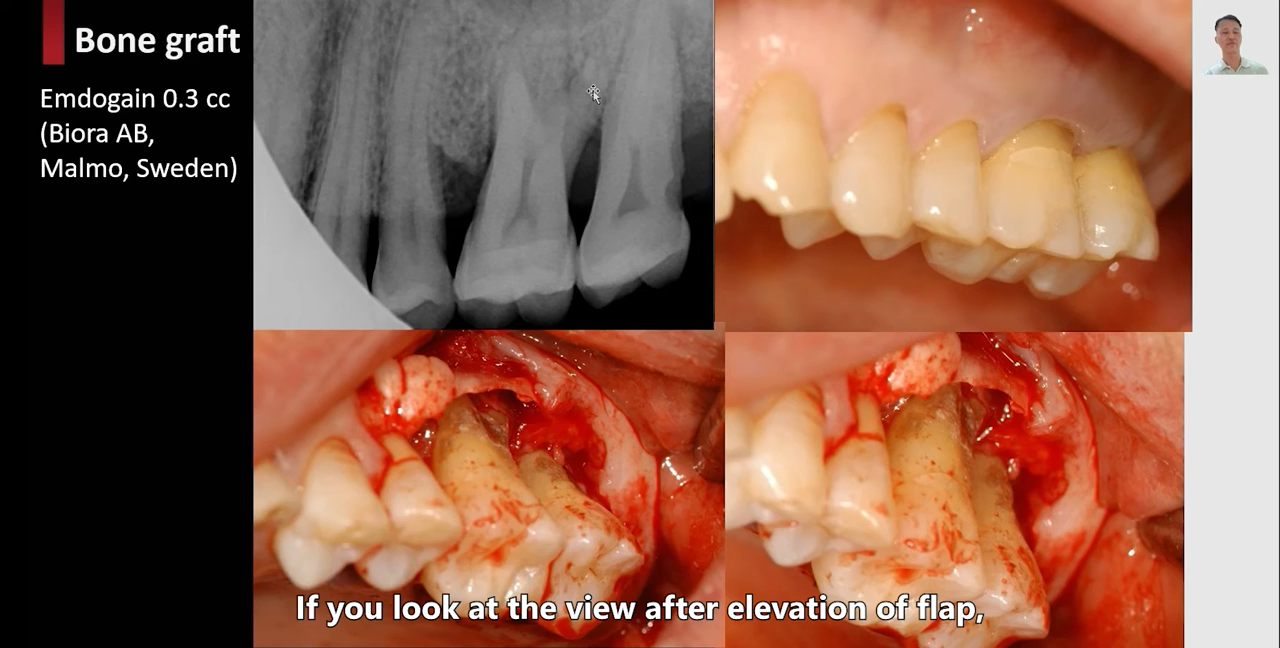 Bone graft
Emdogain 0.3 cc
(Biora AB,
Malmo, Sweden)
If you look at the view after elevation of flap,